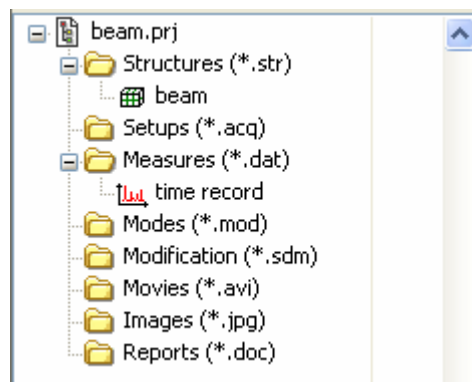 beam.prj
Structures (*.str)
beam
Setups (*.acq)
Measures (*.dat)
time record
Modes (*.mod)
Modification (*.sdm)
Movies (*.avi)
Images (*.jpg)
Reports (*.doc)